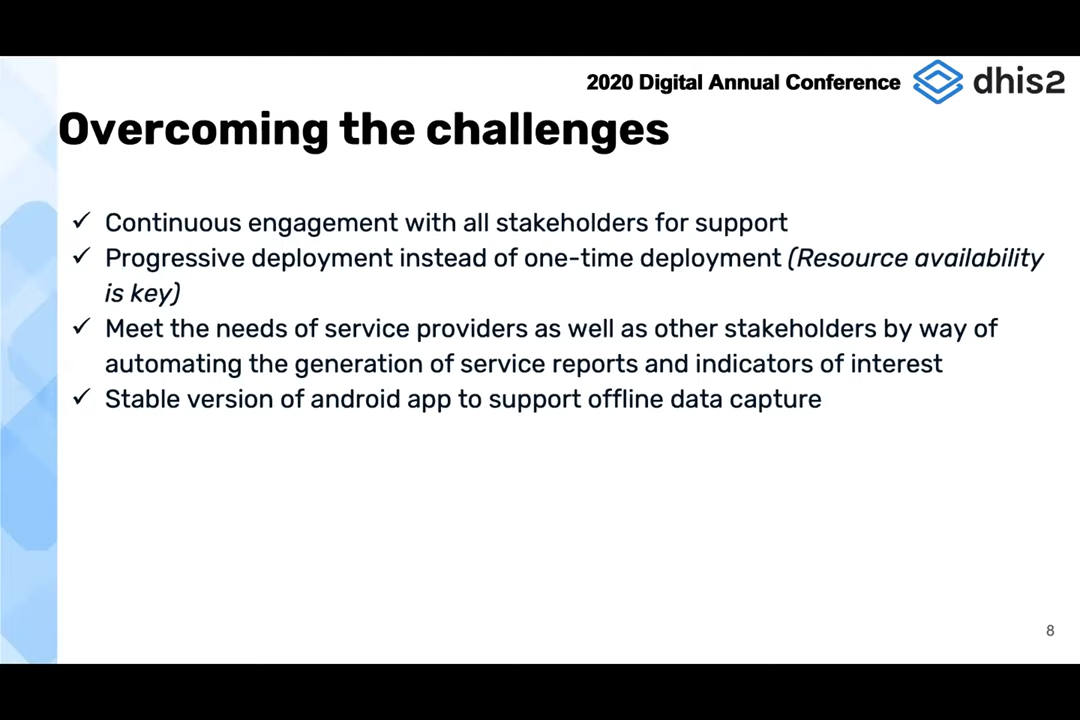 2020 Digital Annual Conference dhis2
Overcoming the challenges
✓ Continuous engagement with all stakeholders for support
✓ Progressive deployment instead of one-time deployment (Resource availability
is key)
✓ Meet the needs of service providers as well as other stakeholders by way of
automating the generation of service reports and indicators of interest
✓ Stable version of android app to support offline data capture
8